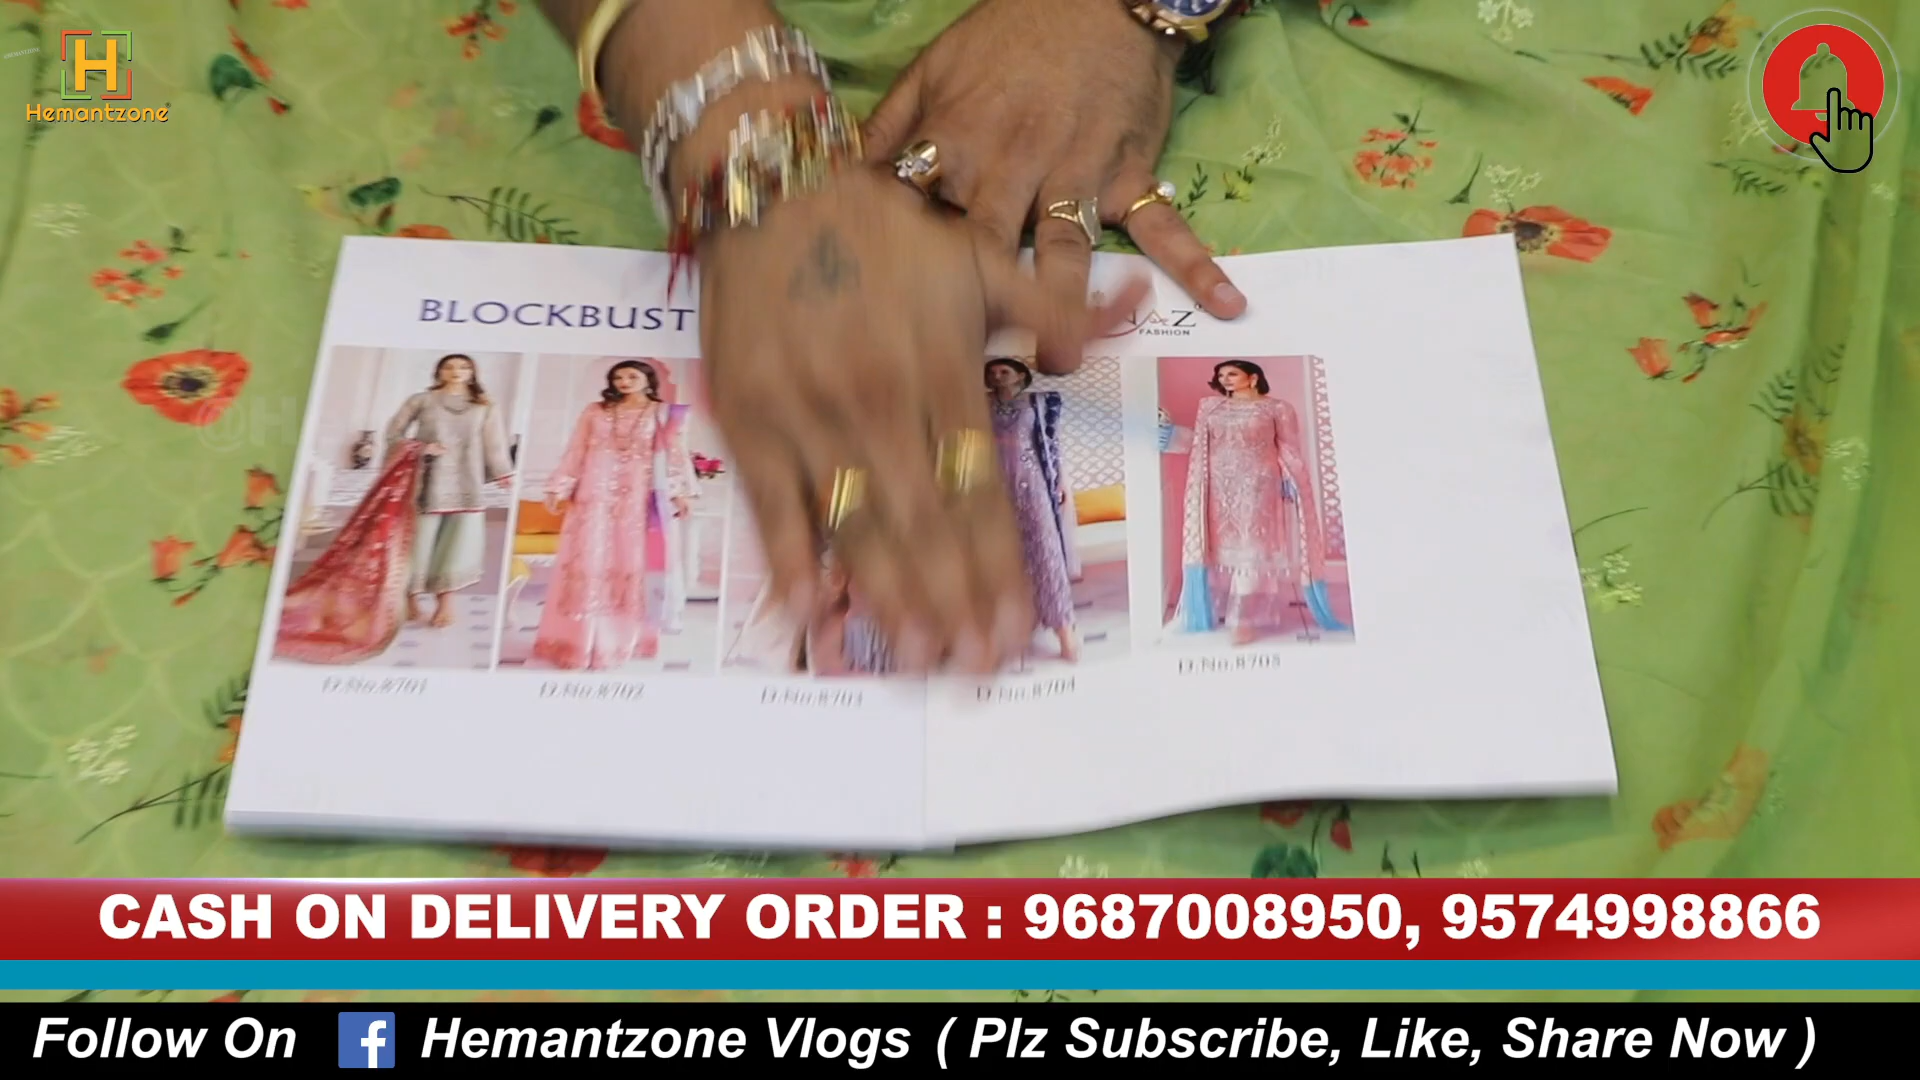 H
Hemantzone
BLOCKBUST
NAZ
FASHION
D.No.8701
D.No.8702
D.No.8703
D.No.8704
D.No.8705
CASH ON DELIVERY ORDER : 9687008950, 9574998866
Follow On f Hemantzone Vlogs ( Plz Subscribe, Like, Share Now )